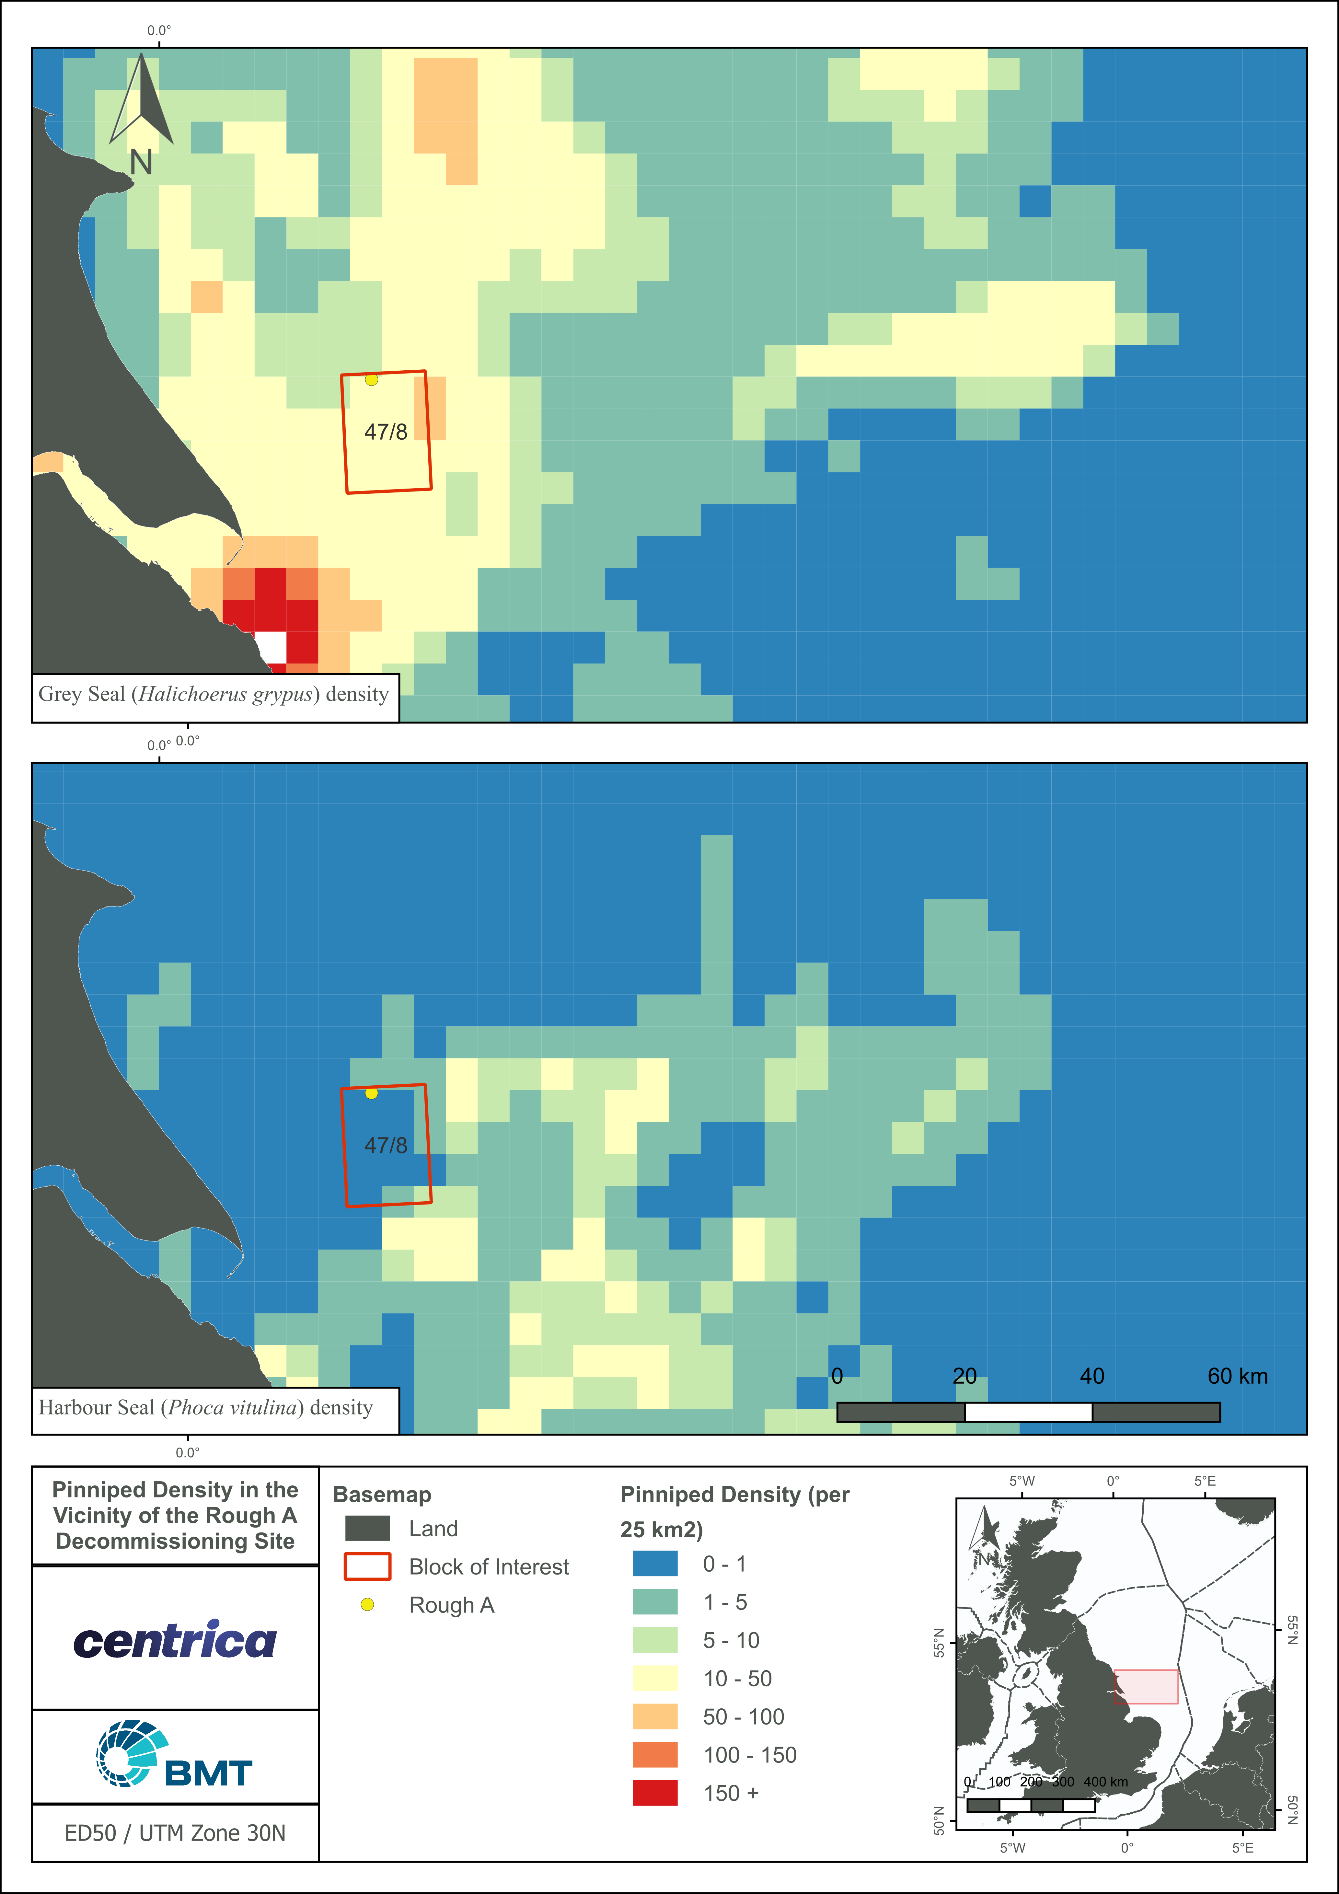 0.0°
N
47/8
Grey Seal (Halichoerus grypus) density
0.0° 0.0°
47/8
0 20 40 60 km
Harbour Seal (Phoca vitulina) density
0.0°
Pinniped Density in the
Vicinity of the Rough A
Decommissioning Site
centrica
BMT
ED50 / UTM Zone 30N
Basemap
Land
Block of Interest
Rough A
Pinniped Density (per
25 km2)
0 - 1
1 - 5
5 - 10
10 - 50
50 - 100
100 - 150
150 +
5°W 0° 5°E
N
55°N 55°N
0 100 200 300 400 km
50°N 50°N
5°W 0° 5°E